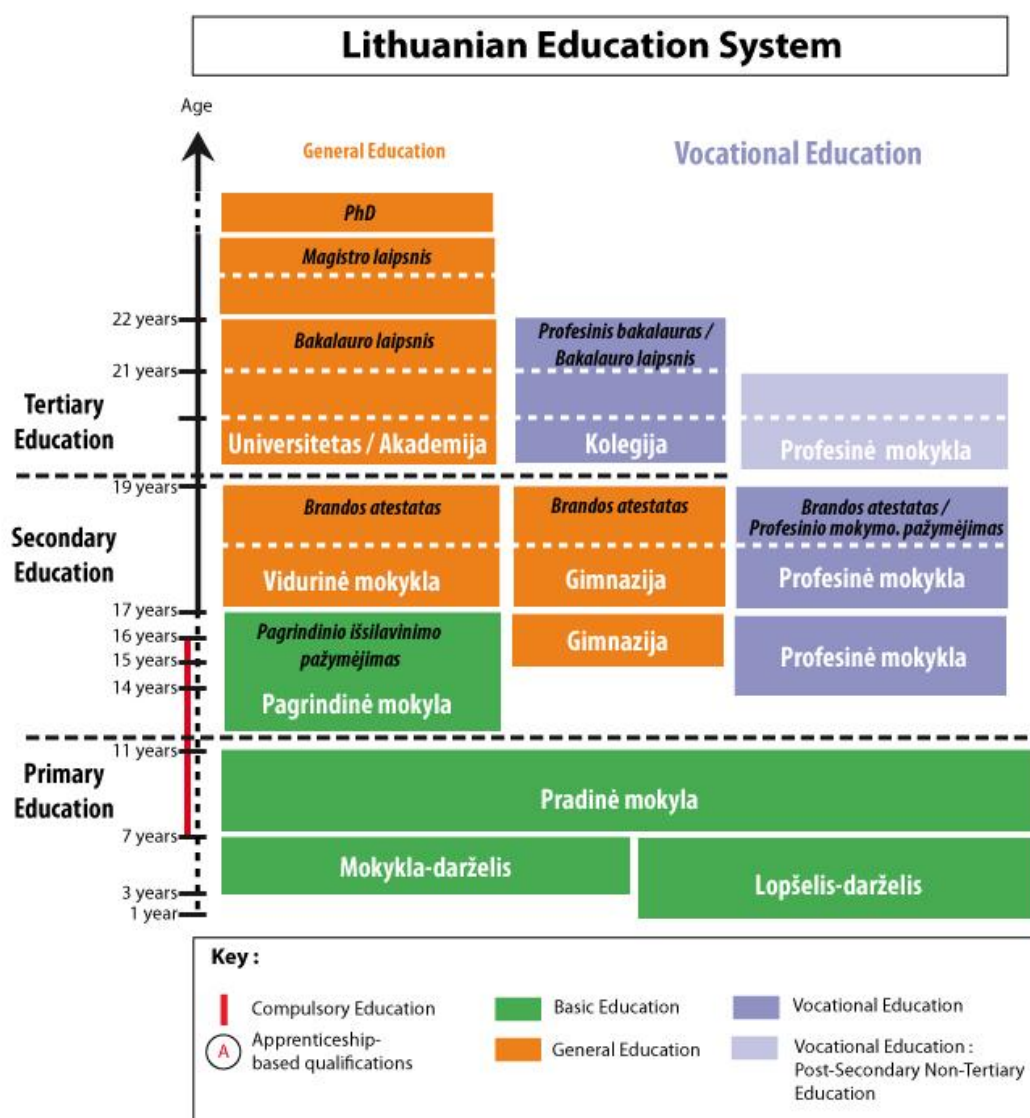 Lithuanian Education System
Age
General Education
Vocational Education
PhD
Magistro laipsnis
22 years
Bakalauro laipsnis
Profesinis bakalauras /
Bakalauro laipsnis
21 years
Tertiary
Education
Universitetas / Akademija
Kolegija
Profesinė mokykla
19 years
Secondary
Education
Brandos atestatas
Brandos atestatas
Brandos atestatas /
Profesinio mokymo. pažymėjimas
Vidurinė mokykla
Gimnazija
Profesinė mokykla
17 years
16 years
15 years
14 years
Pagrindinio išsilavinimo
pažymėjimas
Pagrindinė mokyla
Gimnazija
Profesinė mokykla
11 years
Primary
Education
Pradinė mokyla
7 years
Mokykla-darželis
Lopšelis-darželis
3 years
1 year
Key :
Compulsory Education
A
Apprenticeship-
based qualifications
Basic Education
General Education
Vocational Education
Vocational Education :
Post-Secondary Non-Tertiary
Education